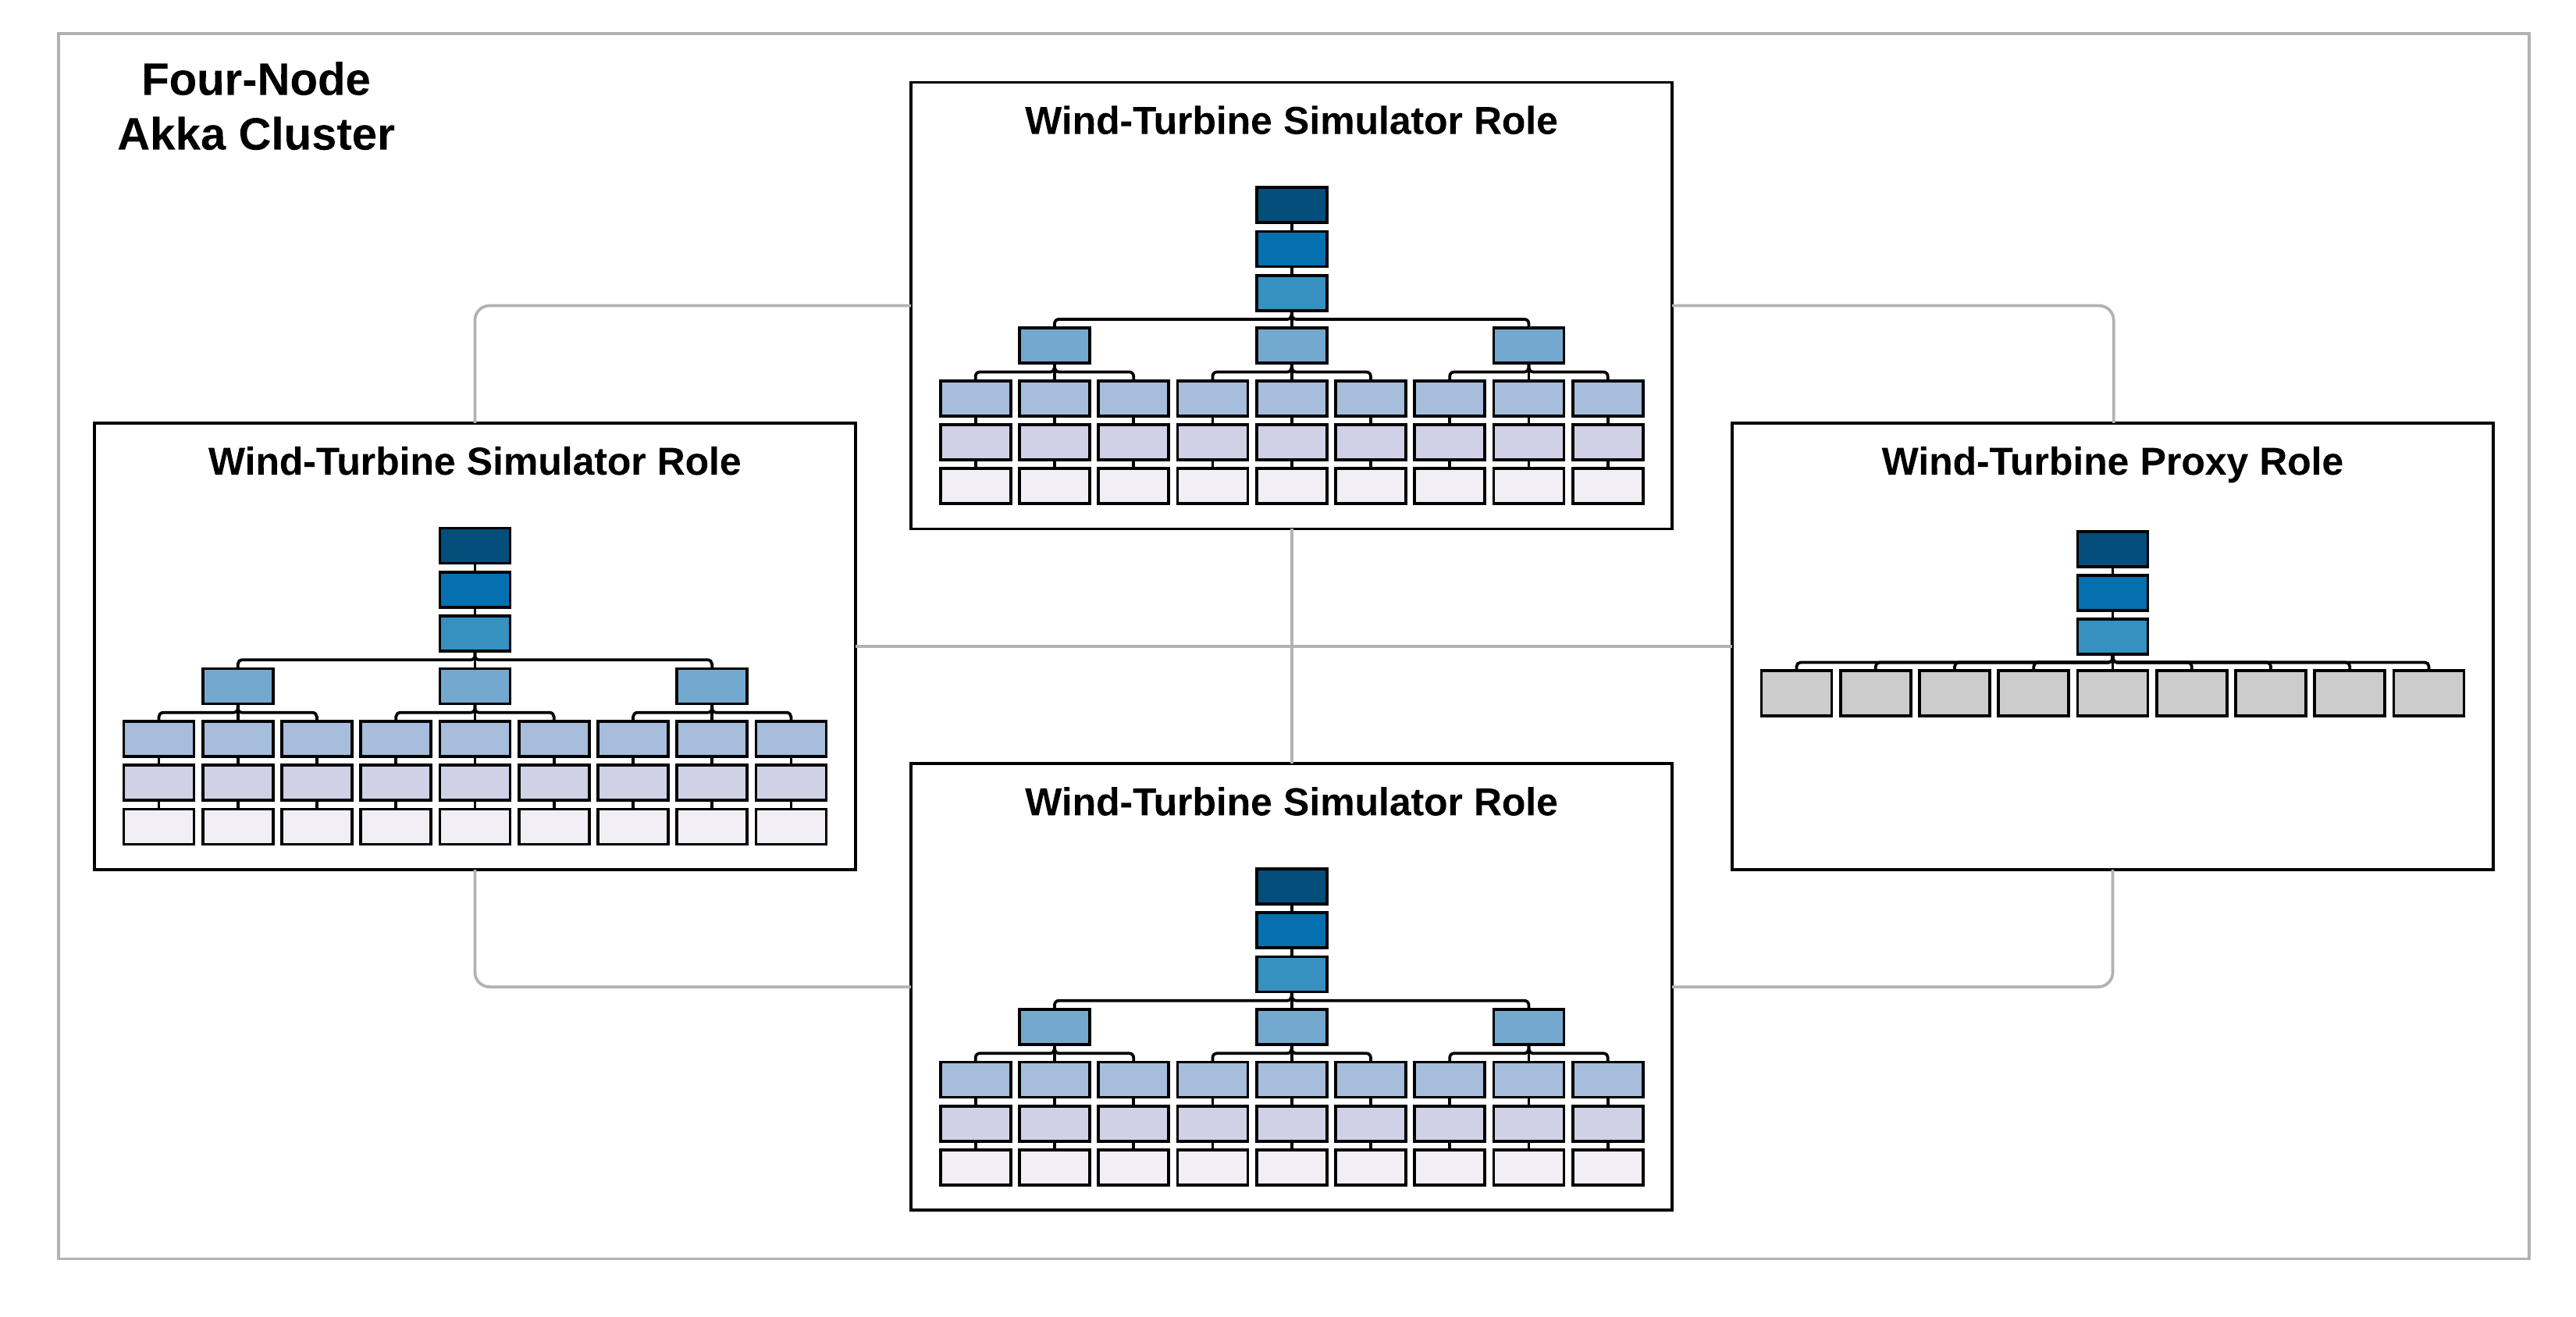 Four-Node
Akka Cluster
Wind-Turbine Simulator Role
Wind-Turbine Simulator Role
Wind-Turbine Proxy Role
Wind-Turbine Simulator Role